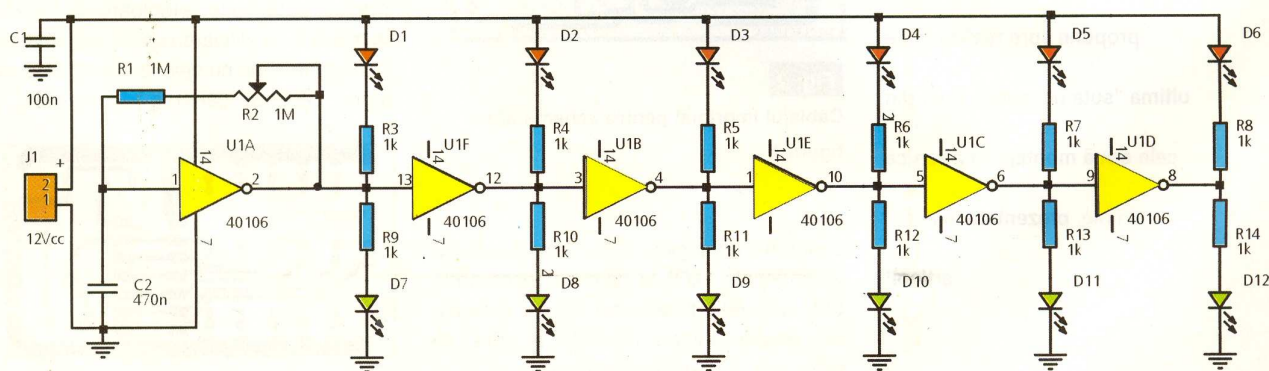 C1
100n
R1 1M
R2 1M
J1
+
2
1
12Vcc
C2
470n
U1A
14
1
2
40106
7
D1
R3
1k
R9
1k
D7
U1F
14
13
12
40106
7
D2
R4
1k
R10
1k
D8
U1B
14
3
4
40106
7
D3
R5
1k
R11
1k
D9
U1E
14
1
10
40106
7
D4
R6
1k
R12
1k
D10
U1C
14
5
6
40106
7
D5
R7
1k
R13
1k
D11
U1D
14
9
8
40106
7
D6
R8
1k
R14
1k
D12
ultima "sute